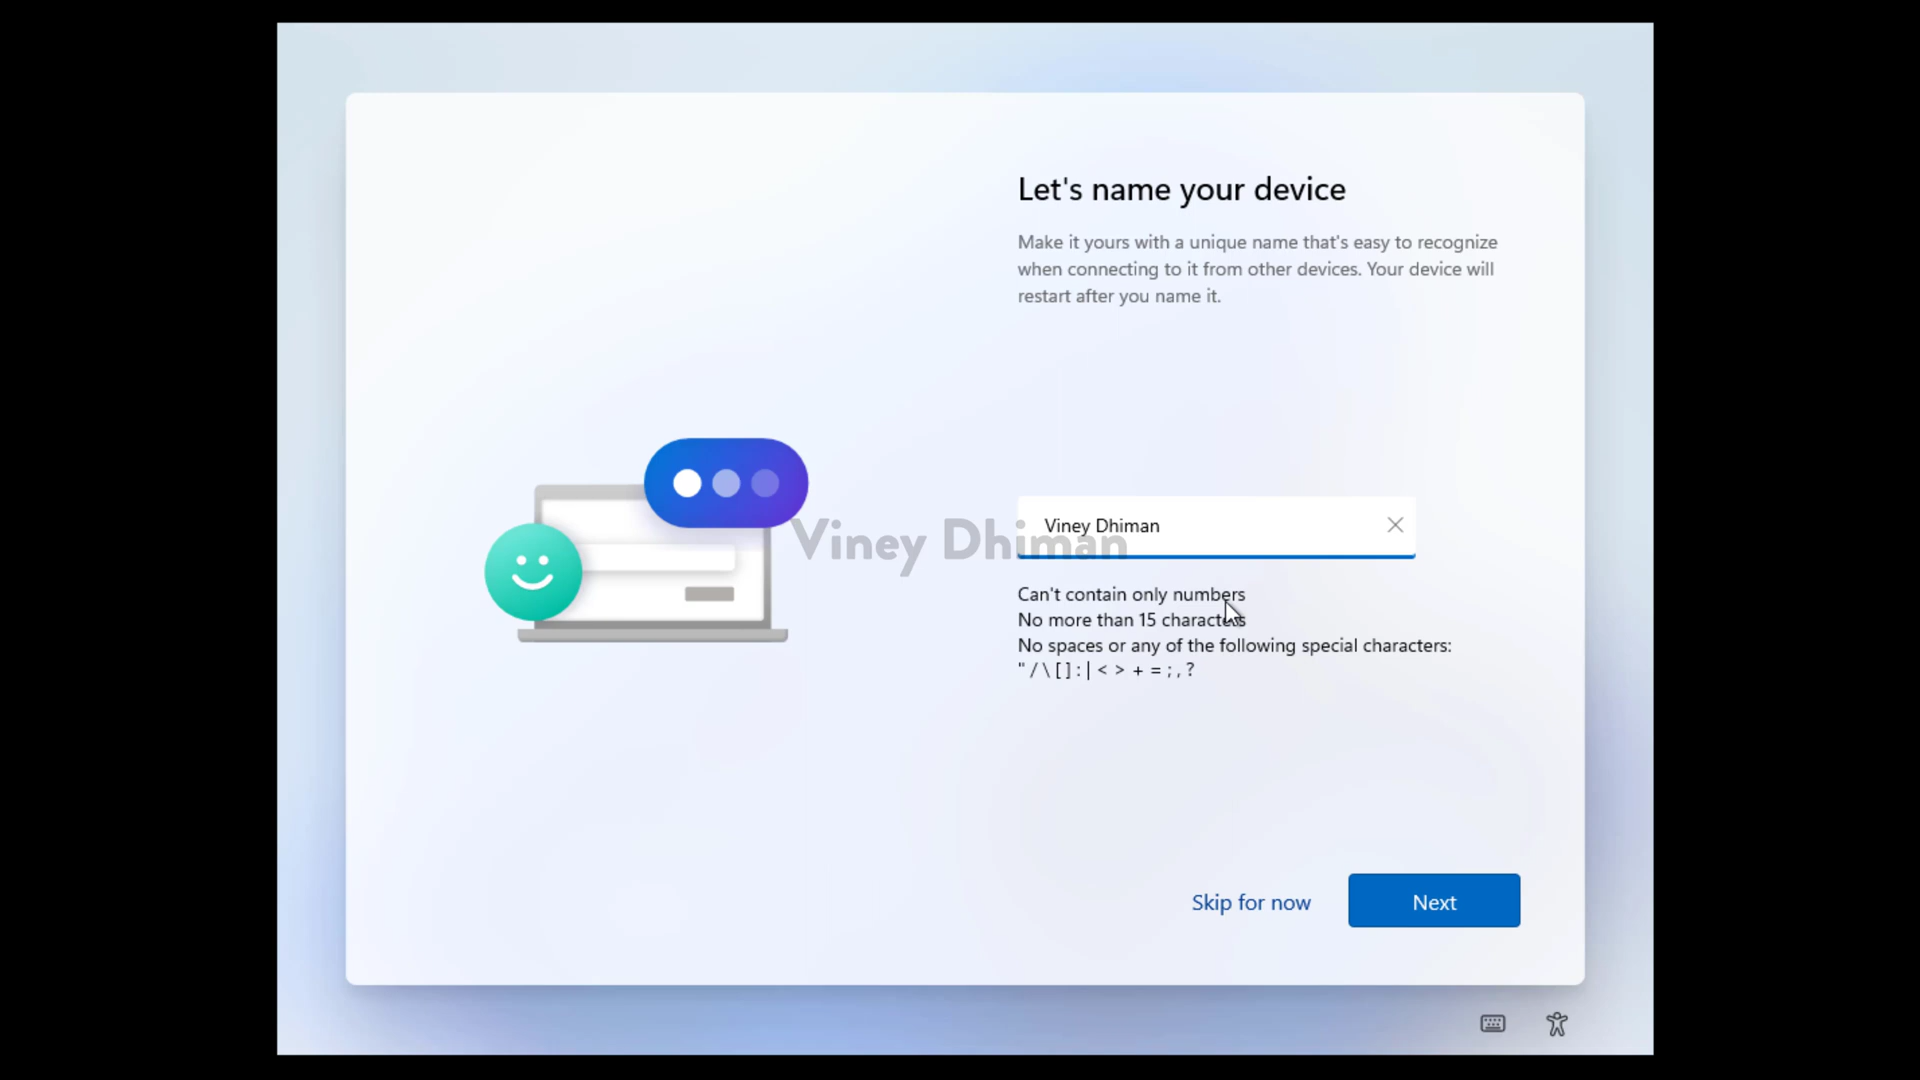 Let's name your device
Make it yours with a unique name that's easy to recognize
when connecting to it from other devices. Your device will
restart after you name it.
Viney Dhiman
Viney Dhiman
Can't contain only numbers
No more than 15 characters
No spaces or any of the following special characters:
" / \ [ ] : | < > + = ; , ?
Skip for now
Next